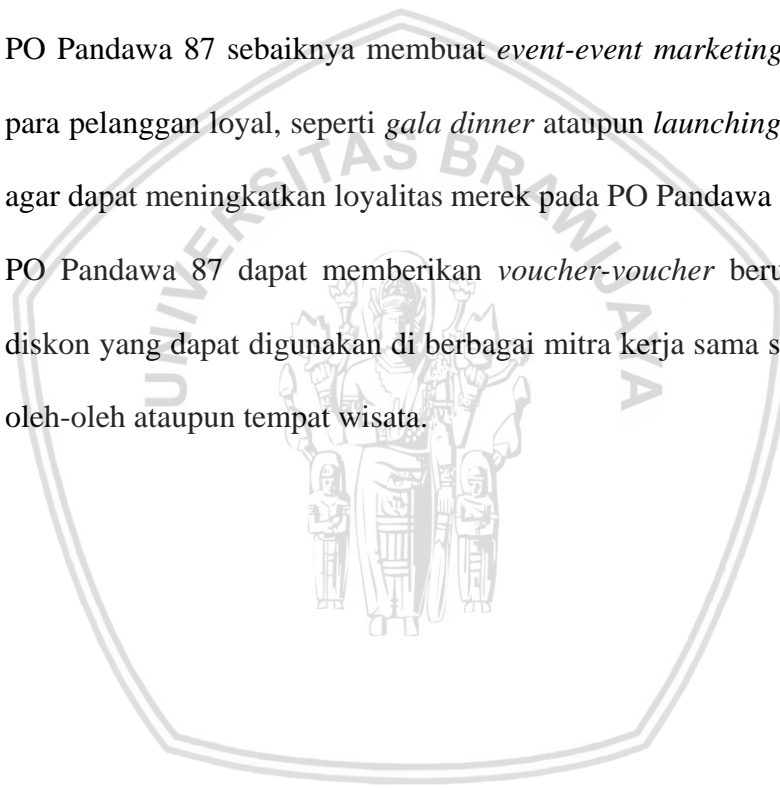 PO Pandawa 87 sebaiknya membuat event-event marketing
para pelanggan loyal, seperti gala dinner ataupun launching
agar dapat meningkatkan loyalitas merek pada PO Pandawa
PO Pandawa 87 dapat memberikan voucher-voucher
diskon yang dapat digunakan di berbagai mitra kerja sama
oleh-oleh ataupun tempat wisata.
UNIVERSITAS BRAWIJAYA